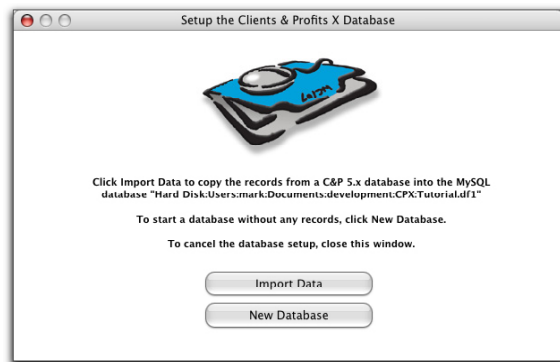 Setup the Clients & Profits X Database
Click Import Data to copy the records from a C&P 5.x database into the MySQL
database "Hard Disk:Users:mark:Documents:development:CPX:Tutorial.df1"
To start a database without any records, click New Database.
To cancel the database setup, close this window.
Import Data
New Database